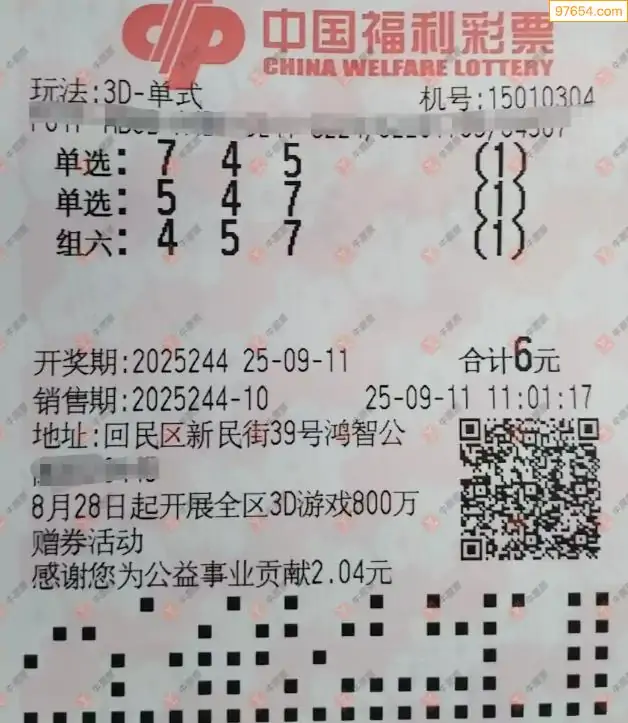 97654.com
中国福利彩票
CHINA WELFARE LOTTERY
玩法:3D-单式 机号:15010304
单选: 7 4 5 (1)
单选: 5 4 7 (1)
组六: 4 5 7 (1)
开奖期:2025244 25-09-11 合计6元
销售期:2025244-10 25-09-11 11:01:17
地址:回民区新民街39号鸿智公
8月28日起开展全区3D游戏800万
赠券活动
感谢您为公益事业贡献2.04元